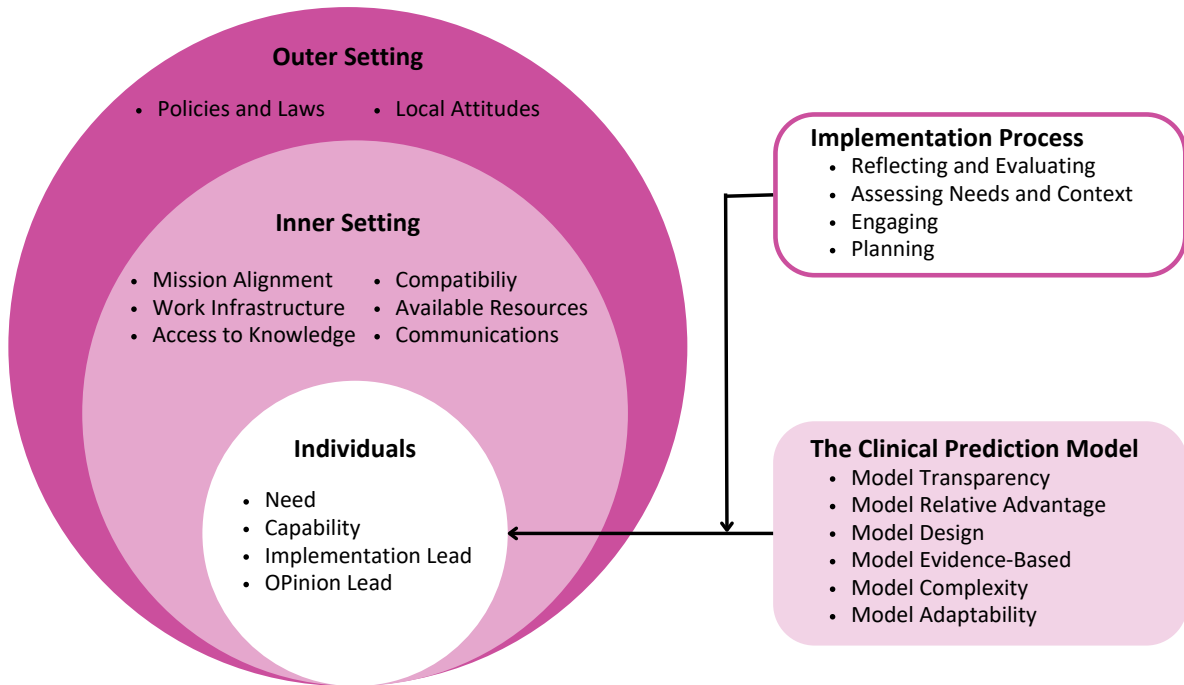 Outer Setting
• Policies and Laws • Local Attitudes
Inner Setting
• Mission Alignment • Compatibiliy
• Work Infrastructure • Available Resources
• Access to Knowledge • Communications
Individuals
• Need
• Capability
• Implementation Lead
• OPinion Lead
Implementation Process
• Reflecting and Evaluating
• Assessing Needs and Context
• Engaging
• Planning
The Clinical Prediction Model
• Model Transparency
• Model Relative Advantage
• Model Design
• Model Evidence-Based
• Model Complexity
• Model Adaptability